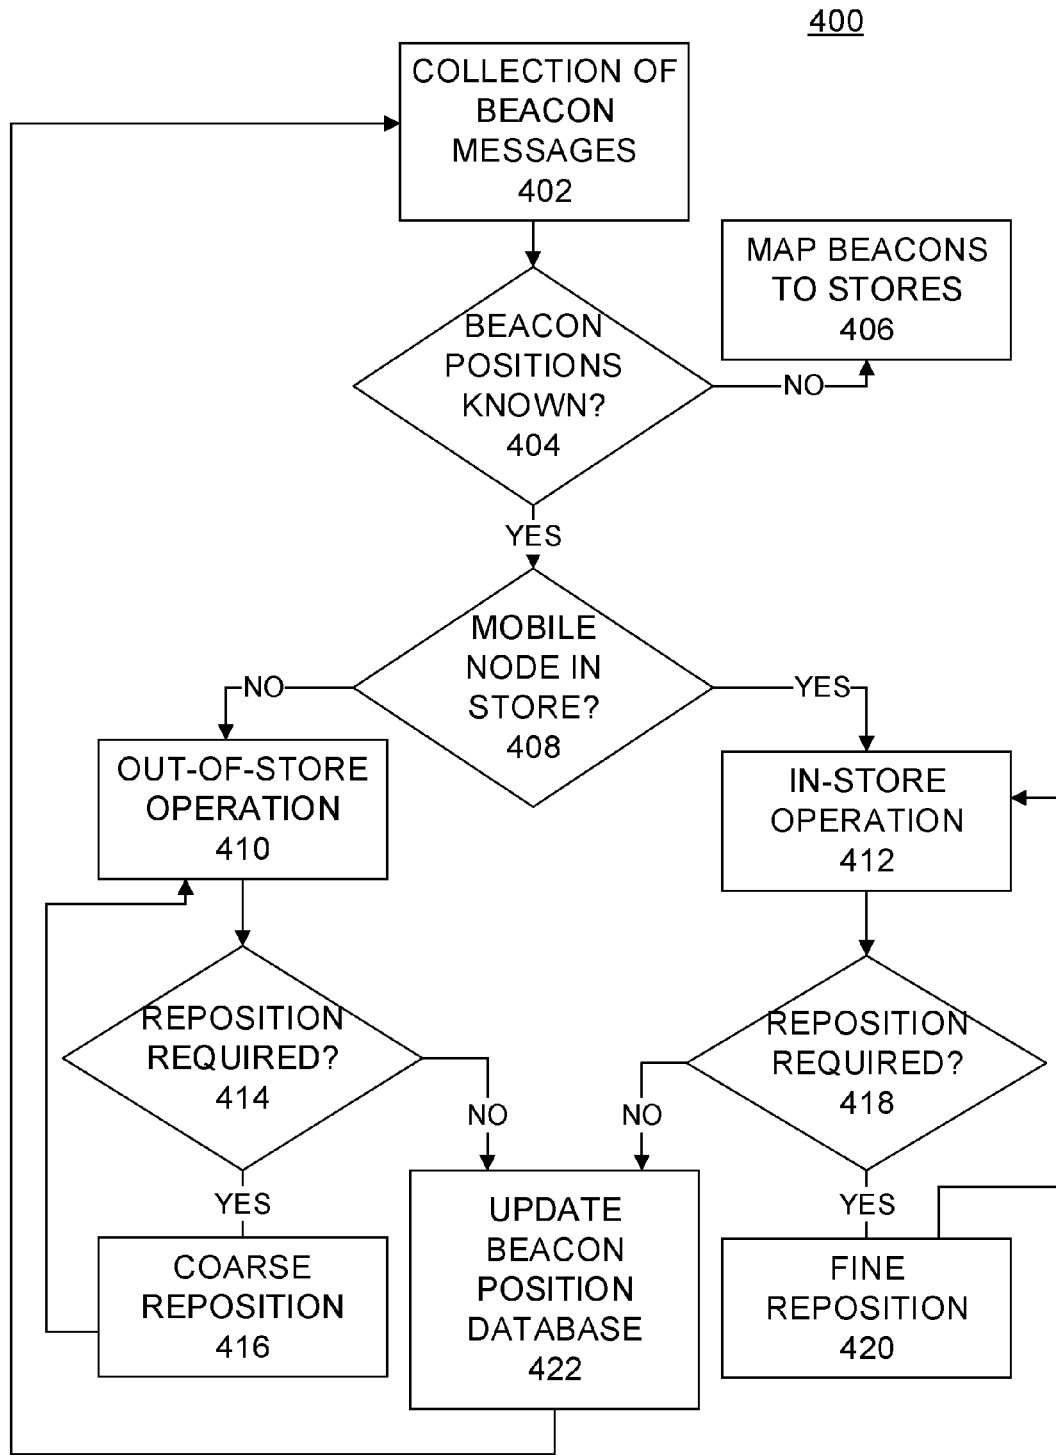 400
COLLECTION OF
BEACON
MESSAGES
402
MAP BEACONS
TO STORES
406
BEACON
POSITIONS
KNOWN?
404
NO
YES
MOBILE
NODE IN
STORE?
408
NO
YES
OUT-OF-STORE
OPERATION
410
IN-STORE
OPERATION
412
REPOSITION
REQUIRED?
414
REPOSITION
REQUIRED?
418
NO
NO
YES
YES
COARSE
REPOSITION
416
UPDATE
BEACON
POSITION
DATABASE
422
FINE
REPOSITION
420